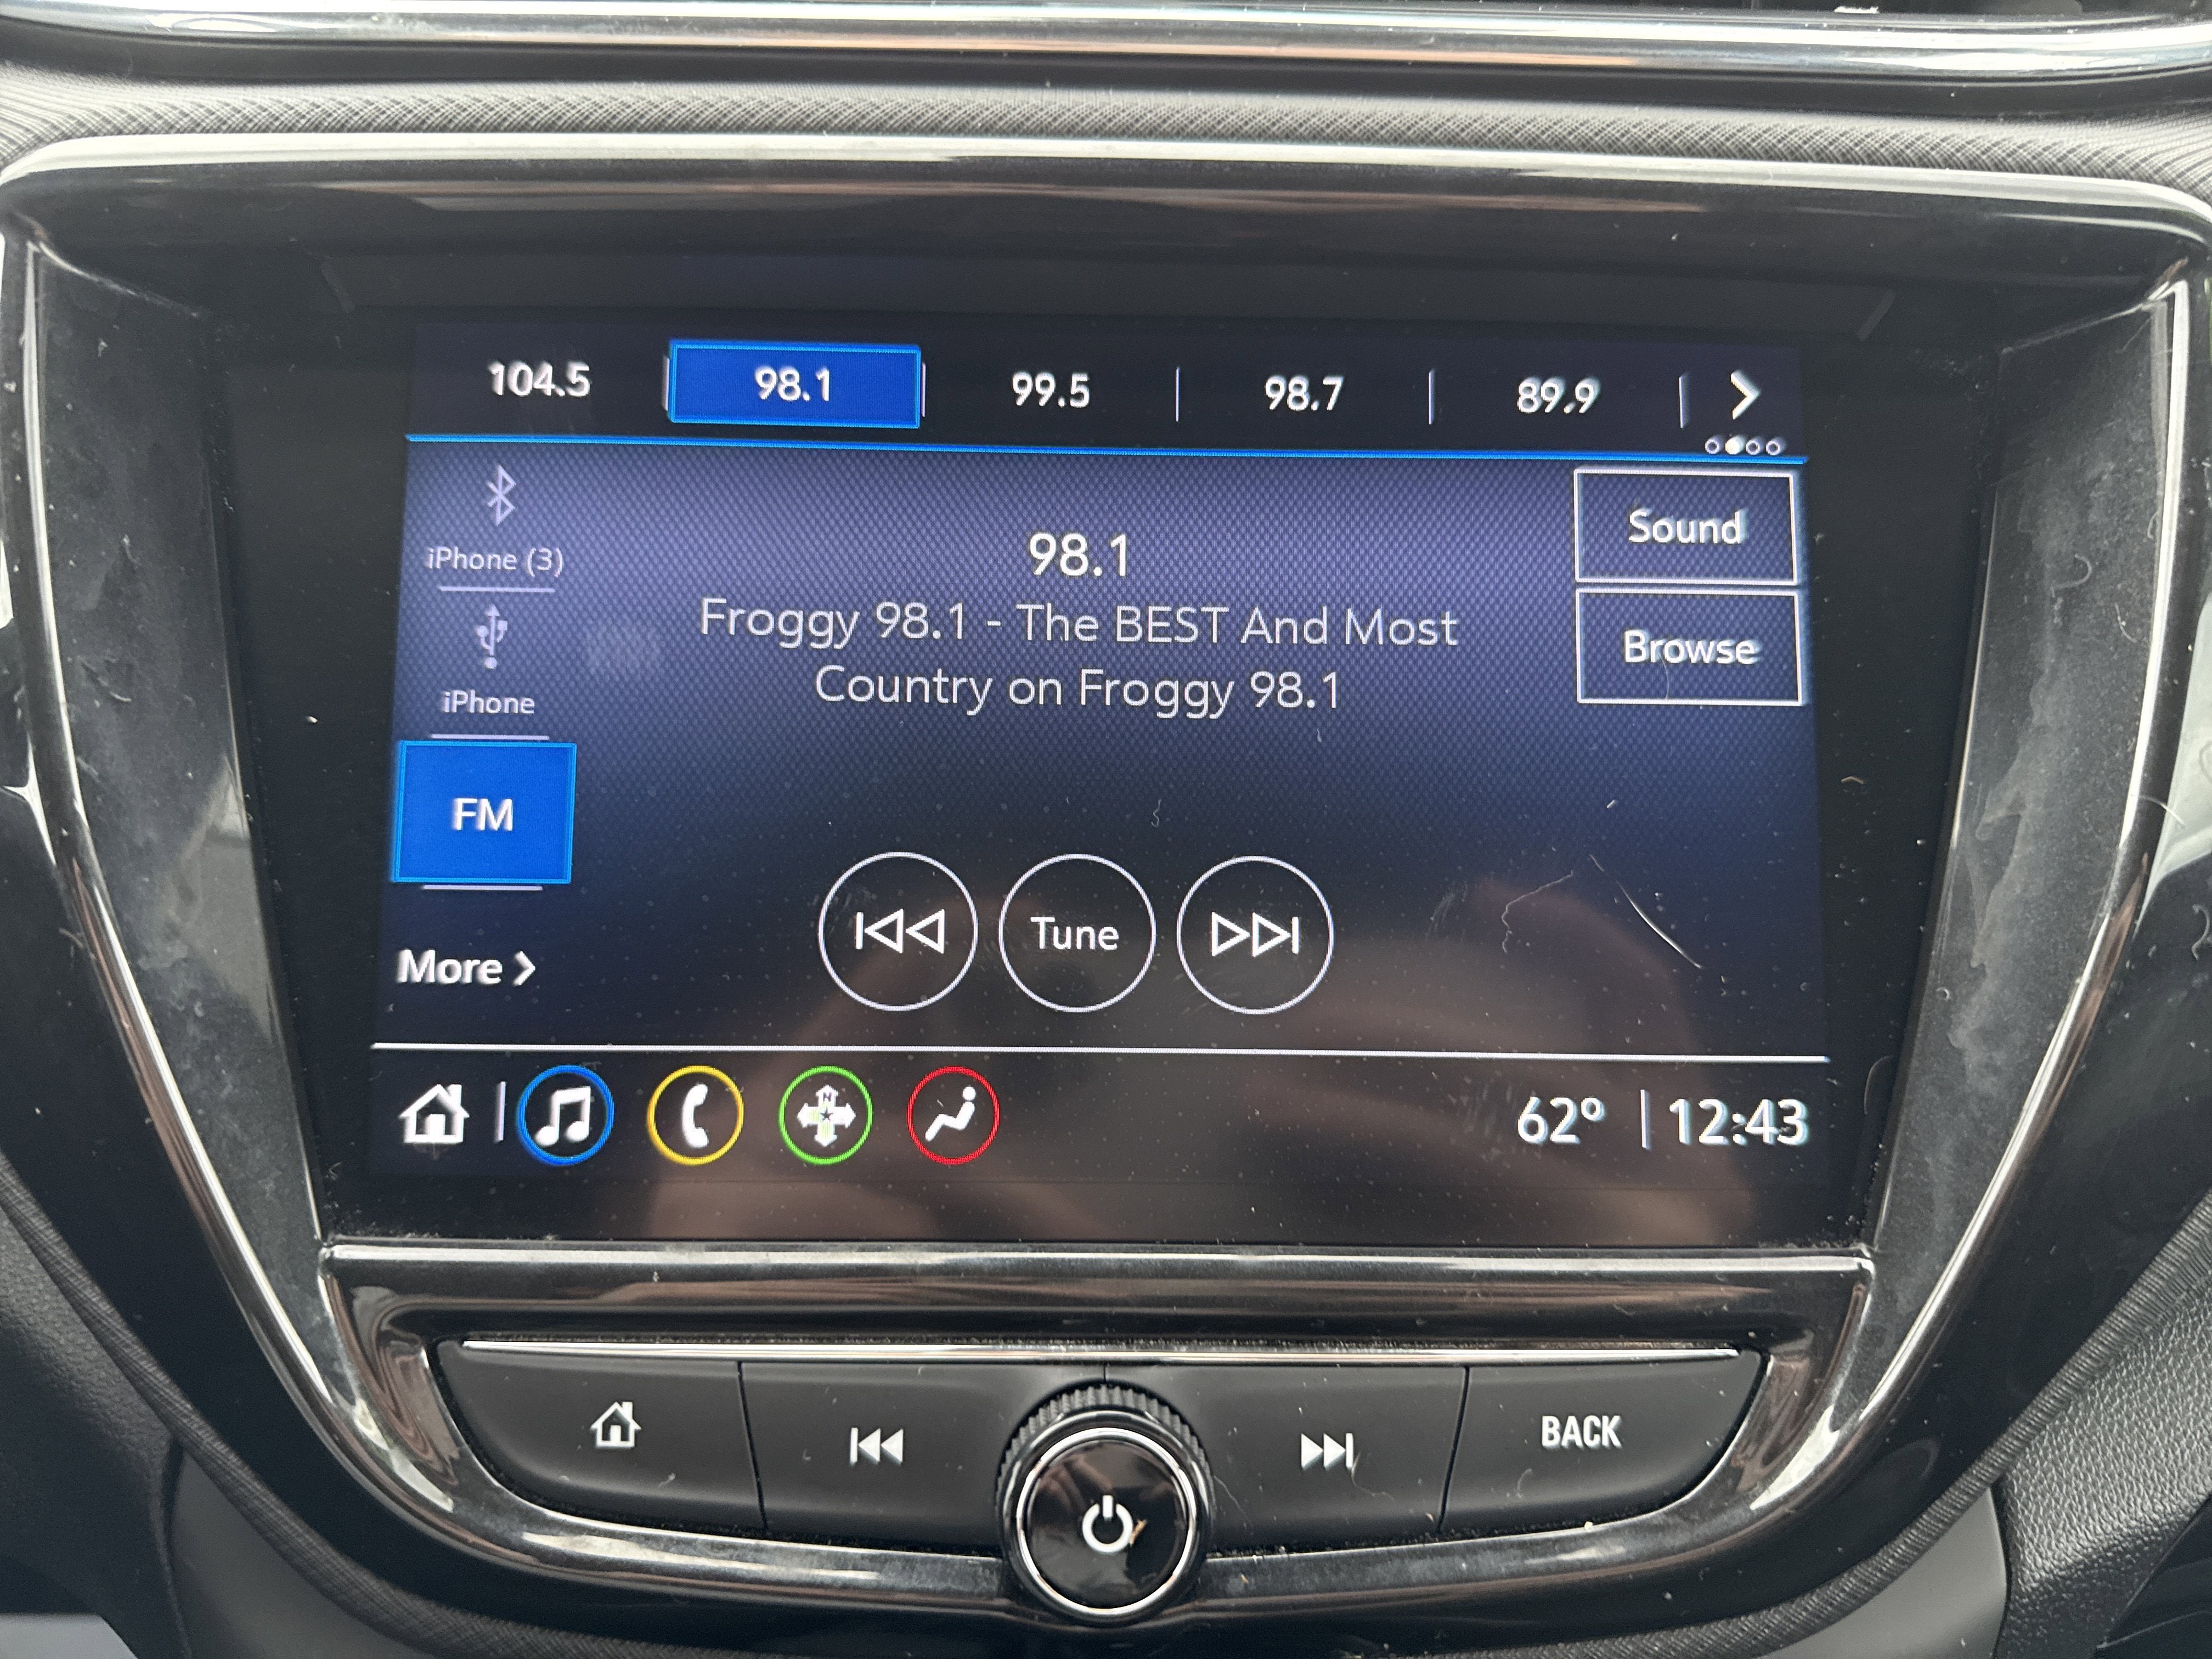 104.5 98.1 99.5 98.7 89.9
iPhone (3)
iPhone
FM
More
98.1
Froggy 98.1 - The BEST And Most
Country on Froggy 98.1
Sound
Browse
Tune
N
62° 12:43
BACK